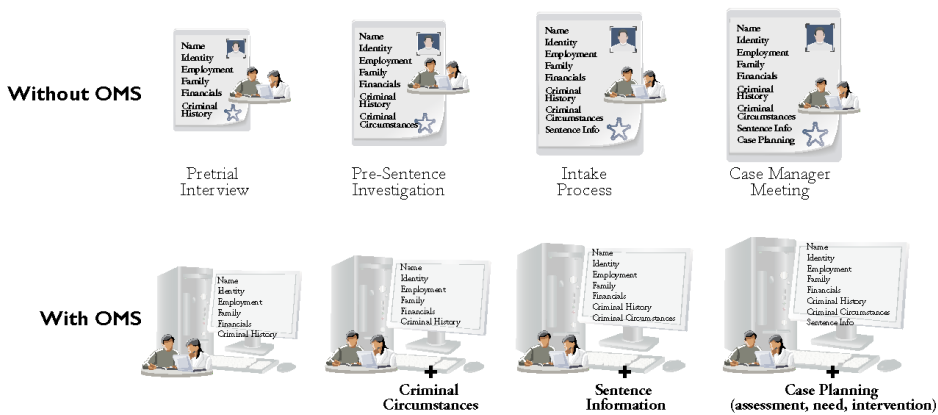 Without OMS
Name
Identity
Employment
Family
Financials
Criminal
History
Pretrial
Interview
Name
Identity
Employment
Family
Financials
Criminal
History
Criminal
Circumstances
Pre-Sentence
Investigation
Name
Identity
Employment
Family
Financials
Criminal
History
Criminal
Circumstances
Sentence Info
Intake
Process
Name
Identity
Employment
Family
Financials
Criminal
History
Criminal
Circumstances
Sentence Info
Case Planning
Case Manager
Meeting
With OMS
Name
Identity
Employment
Family
Financials
Criminal History
Name
Identity
Employment
Family
Financials
Criminal History
+
Criminal
Circumstances
Name
Identity
Employment
Family
Financials
Criminal History
Criminal Circumstances
+
Sentence
Information
Name
Identity
Employment
Family
Financials
Criminal History
Criminal Circumstances
Sentence Info
+
Case Planning
(assessment, need, intervention)